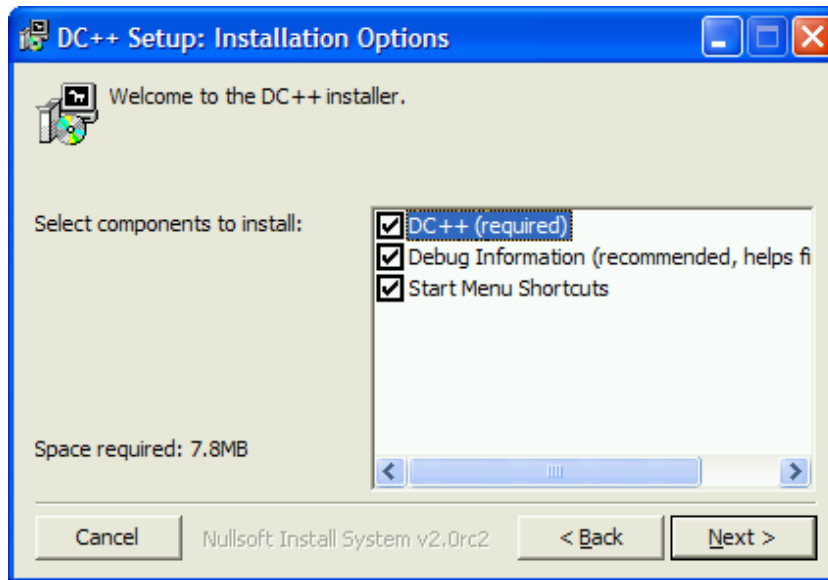 DC++ Setup: Installation Options
Welcome to the DC++ installer.
Select components to install:
DC++ (required)
Debug Information (recommended, helps fi
Start Menu Shortcuts
Space required: 7.8MB
Cancel
Nullsoft Install System v2.0rc2
< Back
Next >